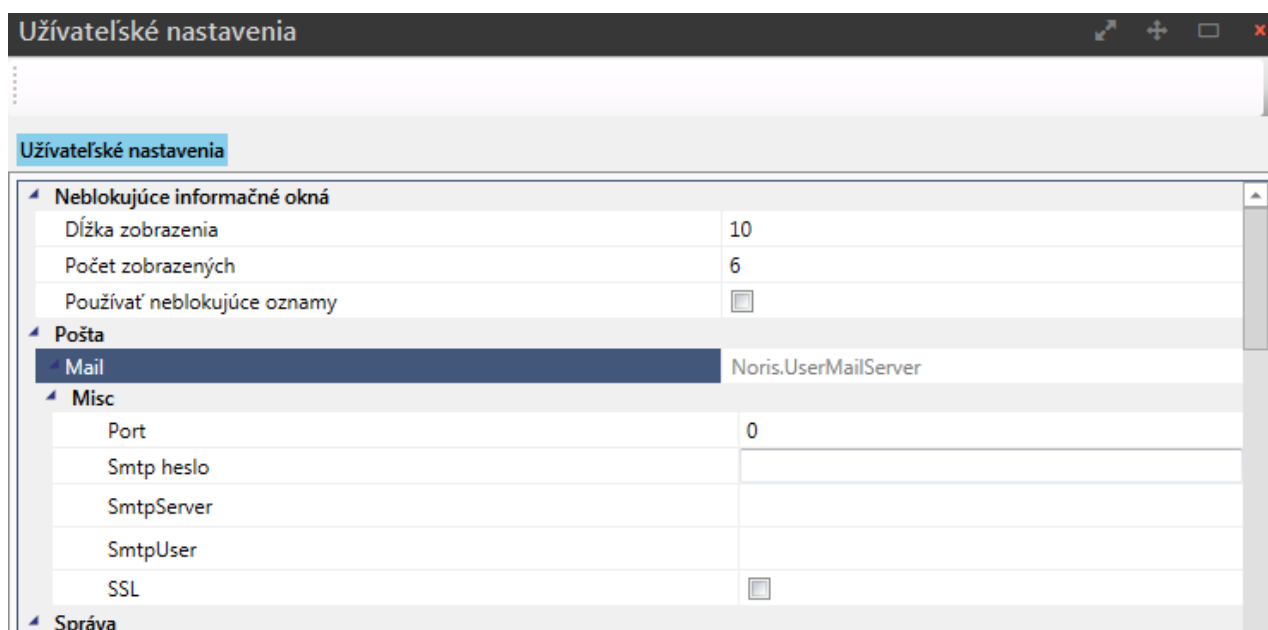 Užívateľské nastavenia
Užívateľské nastavenia
Neblokujúce informačné okná
Dĺžka zobrazenia 10
Počet zobrazených 6
Používať neblokujúce oznamy
Pošta
Mail Noris.UserMailServer
Misc
Port 0
Smtp heslo
SmtpServer
SmtpUser
SSL
Správa